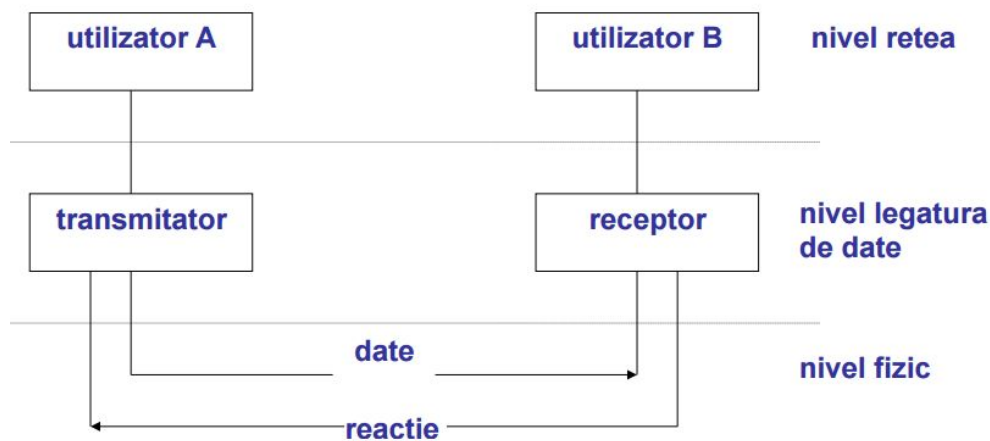 utilizator A
utilizator B
nivel retea
transmitator
receptor
nivel legatura
de date
date
nivel fizic
reactie